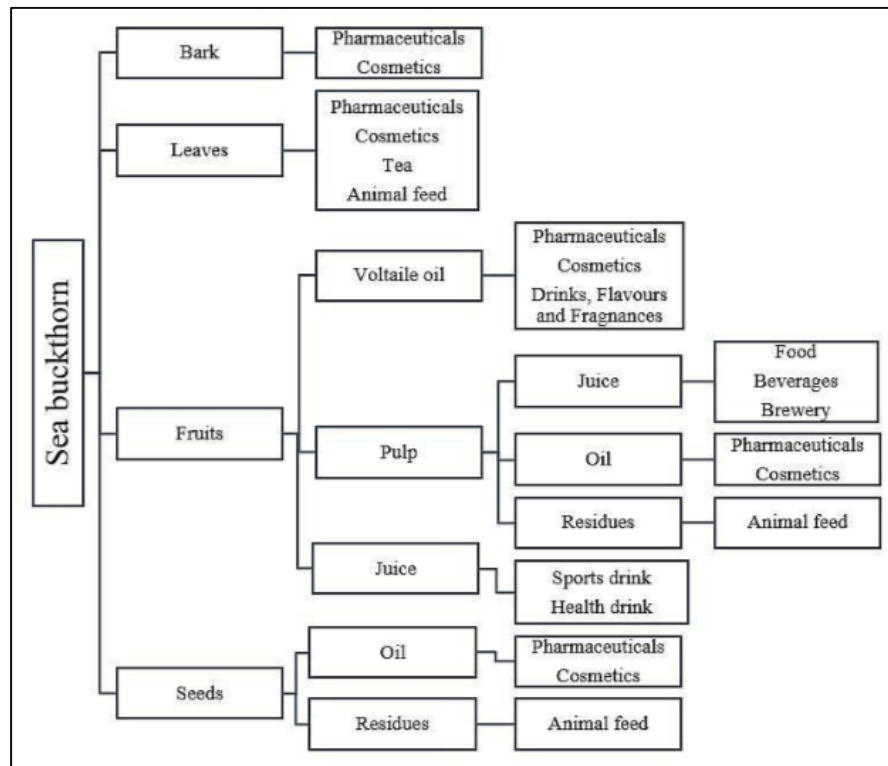 Sea buckthorn
Bark
Pharmaceuticals
Cosmetics
Leaves
Pharmaceuticals
Cosmetics
Tea
Animal feed
Fruits
Voltaile oil
Pharmaceuticals
Cosmetics
Drinks, Flavours
and Fragnances
Pulp
Juice
Food
Beverages
Brewery
Oil
Pharmaceuticals
Cosmetics
Residues
Animal feed
Juice
Sports drink
Health drink
Seeds
Oil
Pharmaceuticals
Cosmetics
Residues
Animal feed